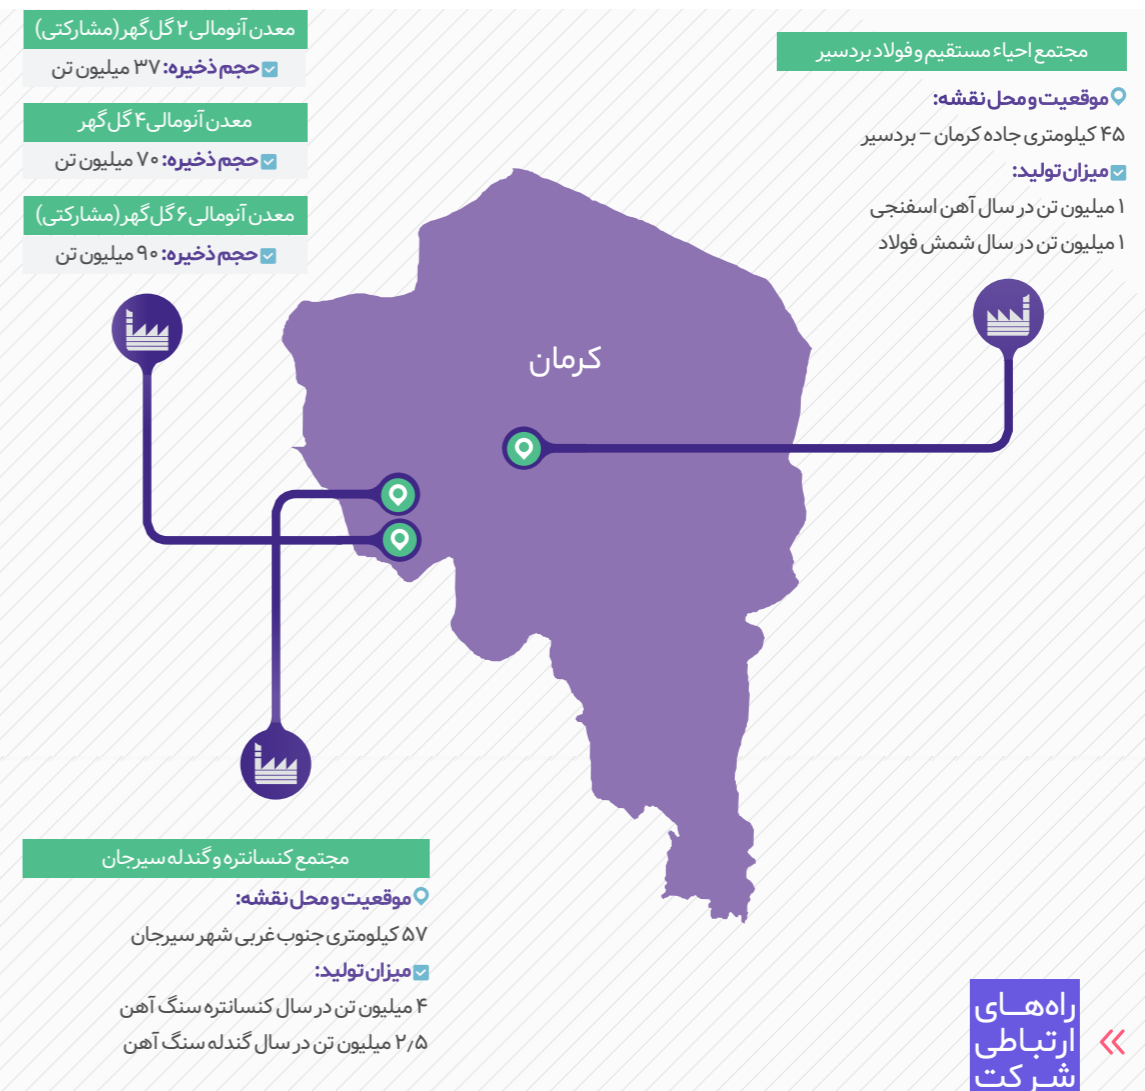 مجتمع احیاء مستقیم و فولاد بردسیر
موقعیت و محل نقشه:
۴۵ کیلومتری جاده کرمان – بردسیر
میزان تولید:
۱ میلیون تن در سال آهن اسفنجی
۱ میلیون تن در سال شمش فولاد
معدن آنومالی ۲ گل‌گهر (مشارکتی)
حجم ذخیره: ۳۷ میلیون تن
معدن آنومالی ۴ گل‌گهر
حجم ذخیره: ۷۰ میلیون تن
معدن آنومالی ۶ گل‌گهر (مشارکتی)
حجم ذخیره: ۹۰ میلیون تن
کرمان
مجتمع کنسانتره و گندله سیرجان
موقعیت و محل نقشه:
۵۷ کیلومتری جنوب غربی شهر سیرجان
میزان تولید:
۴ میلیون تن در سال کنسانتره سنگ آهن
۲٫۵ میلیون تن در سال گندله سنگ آهن
راه‌هـــای
ارتبـاطی
شـرکت